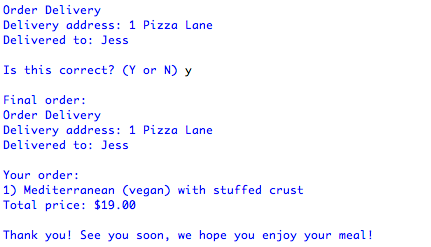 Order Delivery
Delivery address: 1 Pizza Lane
Delivered to: Jess
Is this correct? (Y or N) y
Final order:
Order Delivery
Delivery address: 1 Pizza Lane
Delivered to: Jess
Your order:
1) Mediterranean (vegan) with stuffed crust
Total price: $19.00
Thank you! See you soon, we hope you enjoy your meal!